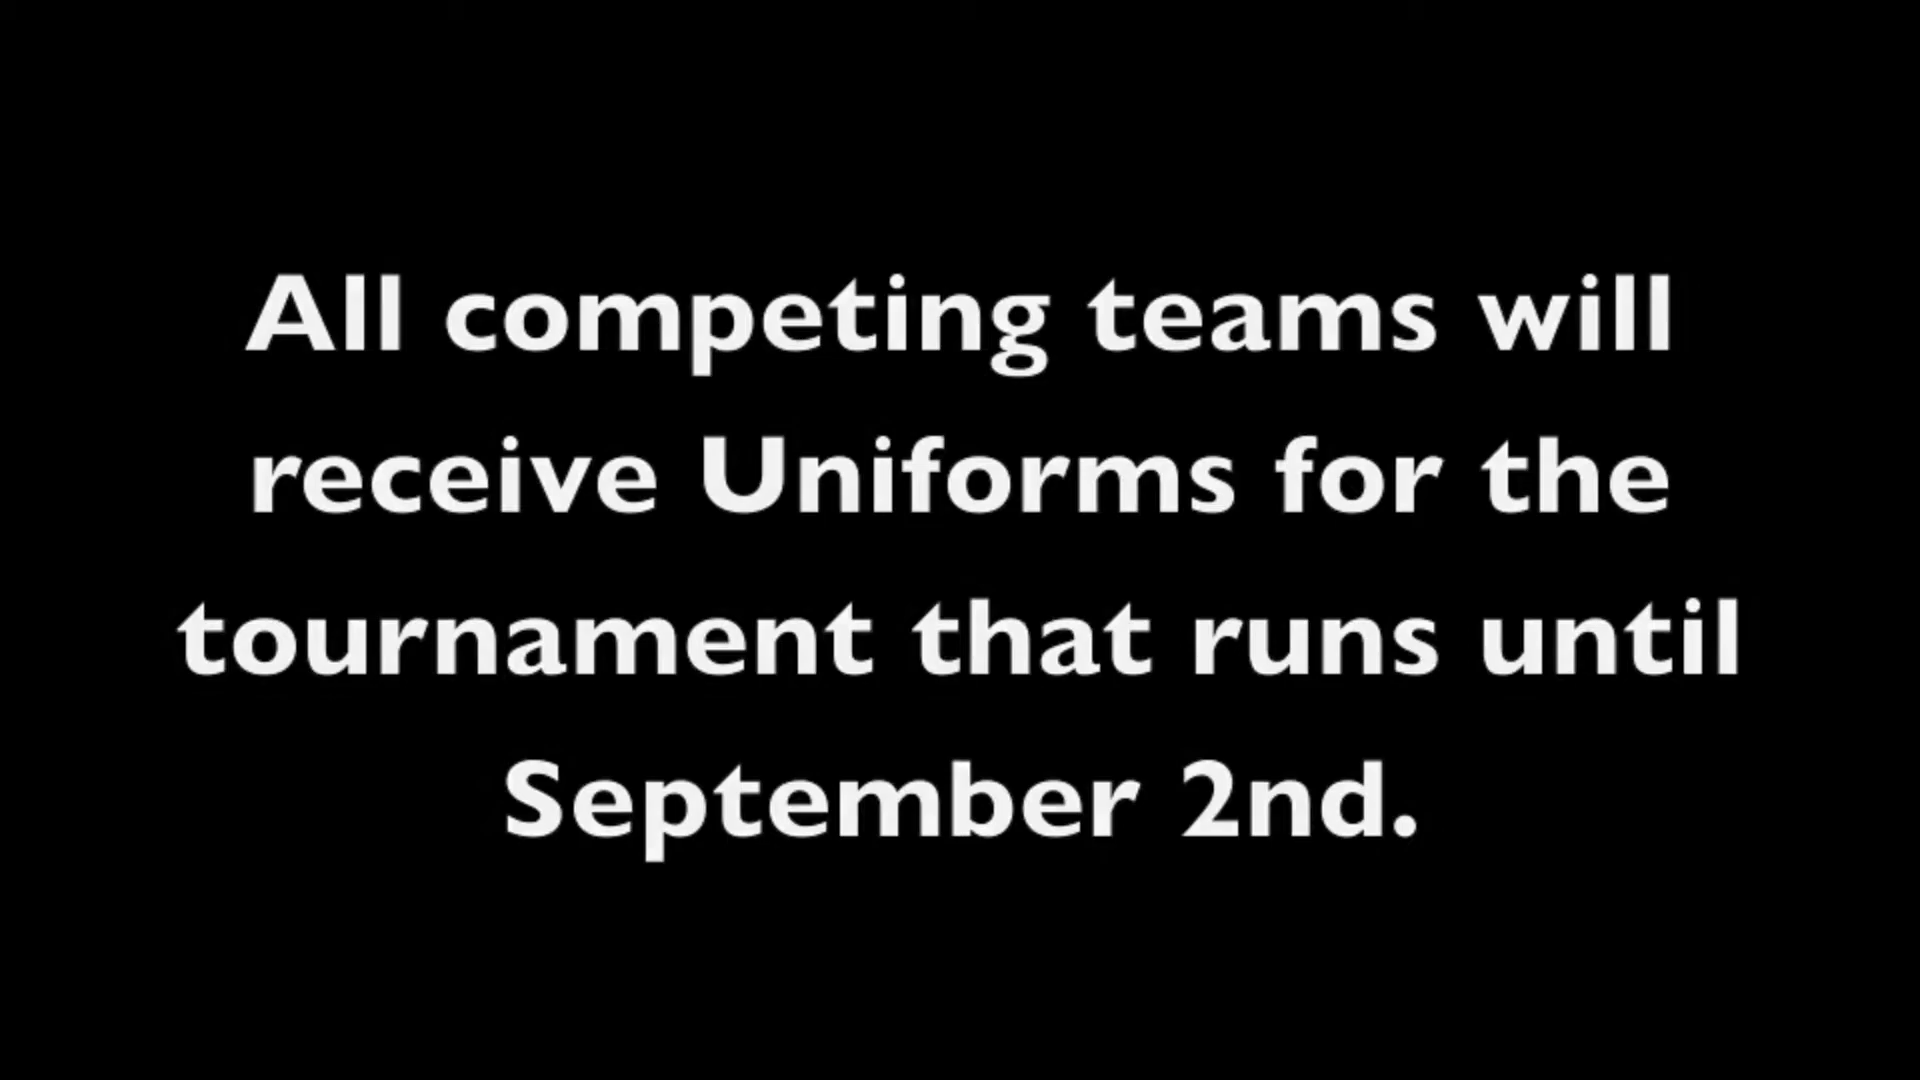 All competing teams will
receive Uniforms for the
tournament that runs until
September 2nd.